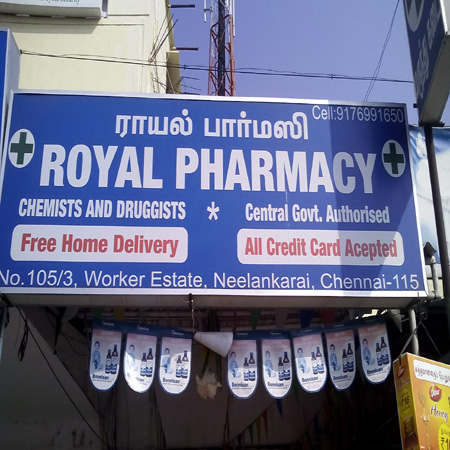 Cell:9176991650
ராயல் பார்மஸி
ROYAL PHARMACY
CHEMISTS AND DRUGGISTS * Central Govt. Authorised
Free Home Delivery
All Credit Card Acepted
No.105/3, Worker Estate, Neelankarai, Chennai-115